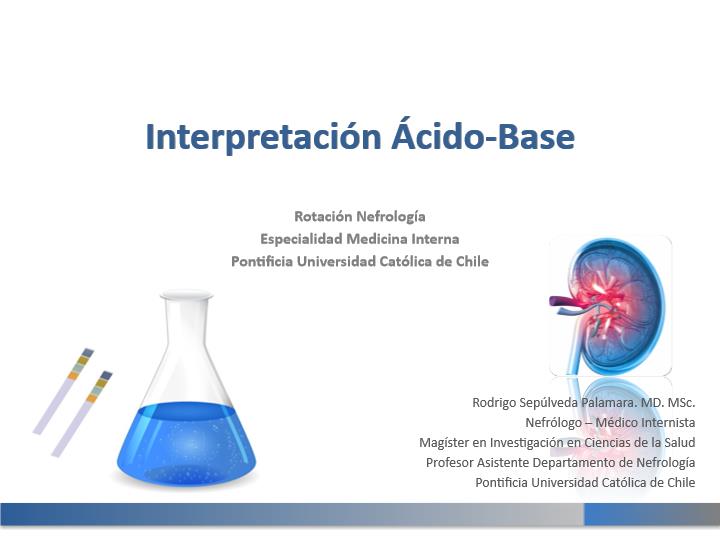 Interpretación Ácido-Base
Rotación Nefrología
Especialidad Medicina Interna
Pontificia Universidad Católica de Chile
Rodrigo Sepúlveda Palamara. MD. MSc.
Nefrólogo – Médico Internista
Magíster en Investigación en Ciencias de la Salud
Profesor Asistente Departamento de Nefrología
Pontificia Universidad Católica de Chile